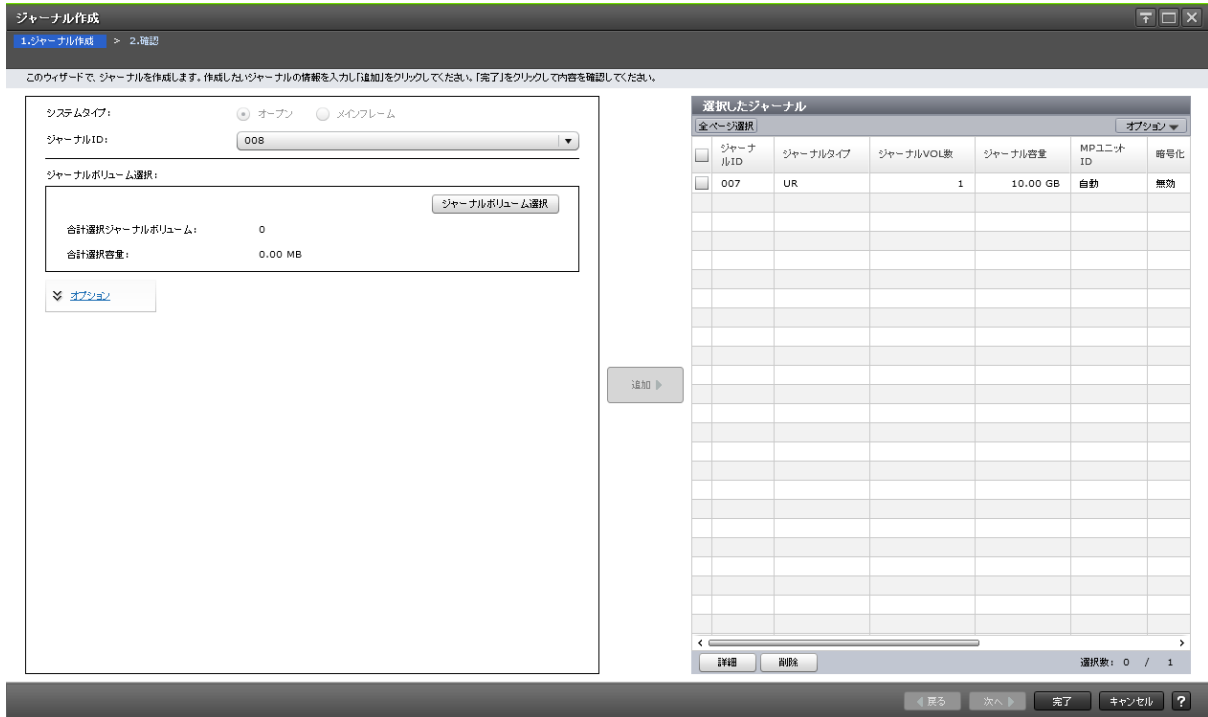 ジャーナル作成
1.ジャーナル作成 > 2.確認
このウィザードで、ジャーナルを作成します。作成したいジャーナルの情報を入力し「追加」をクリックしてください。「完了」をクリックして内容を確認してください。
システムタイプ: オープン メインフレーム
ジャーナルID: 008
ジャーナルボリューム選択:
ジャーナルボリューム選択
合計選択ジャーナルボリューム: 0
合計選択容量: 0.00 MB
オプション
追加
選択したジャーナル
全ページ選択 オプション
ジャーナルID ジャーナルタイプ ジャーナルVOL数 ジャーナル容量 MPユニットID 暗号化
007 UR 1 10.00 GB 自動 無効
詳細 削除 選択数: 0 / 1
戻る 次へ 完了 キャンセル ?